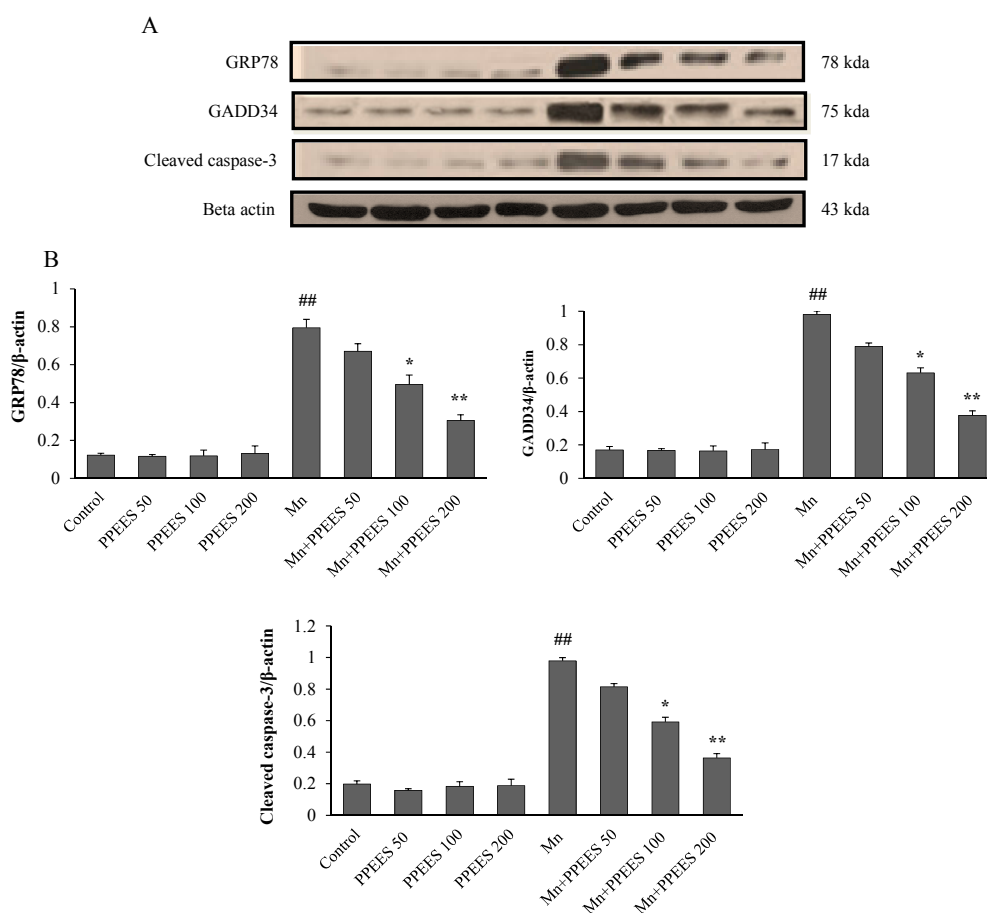 A
GRP78 78 kda
GADD34 75 kda
Cleaved caspase-3 17 kda
Beta actin 43 kda
B
GRP78/β-actin
1
0.8
0.6
0.4
0.2
0
##
*
**
Control
PPEES 50
PPEES 100
PPEES 200
Mn
Mn+PPEES 50
Mn+PPEES 100
Mn+PPEES 200
GADD34/β-actin
1
0.8
0.6
0.4
0.2
0
##
*
**
Control
PPEES 50
PPEES 100
PPEES 200
Mn
Mn+PPEES 50
Mn+PPEES 100
Mn+PPEES 200
Cleaved caspase-3/β-actin
1.2
1
0.8
0.6
0.4
0.2
0
##
*
**
Control
PPEES 50
PPEES 100
PPEES 200
Mn
Mn+PPEES 50
Mn+PPEES 100
Mn+PPEES 200